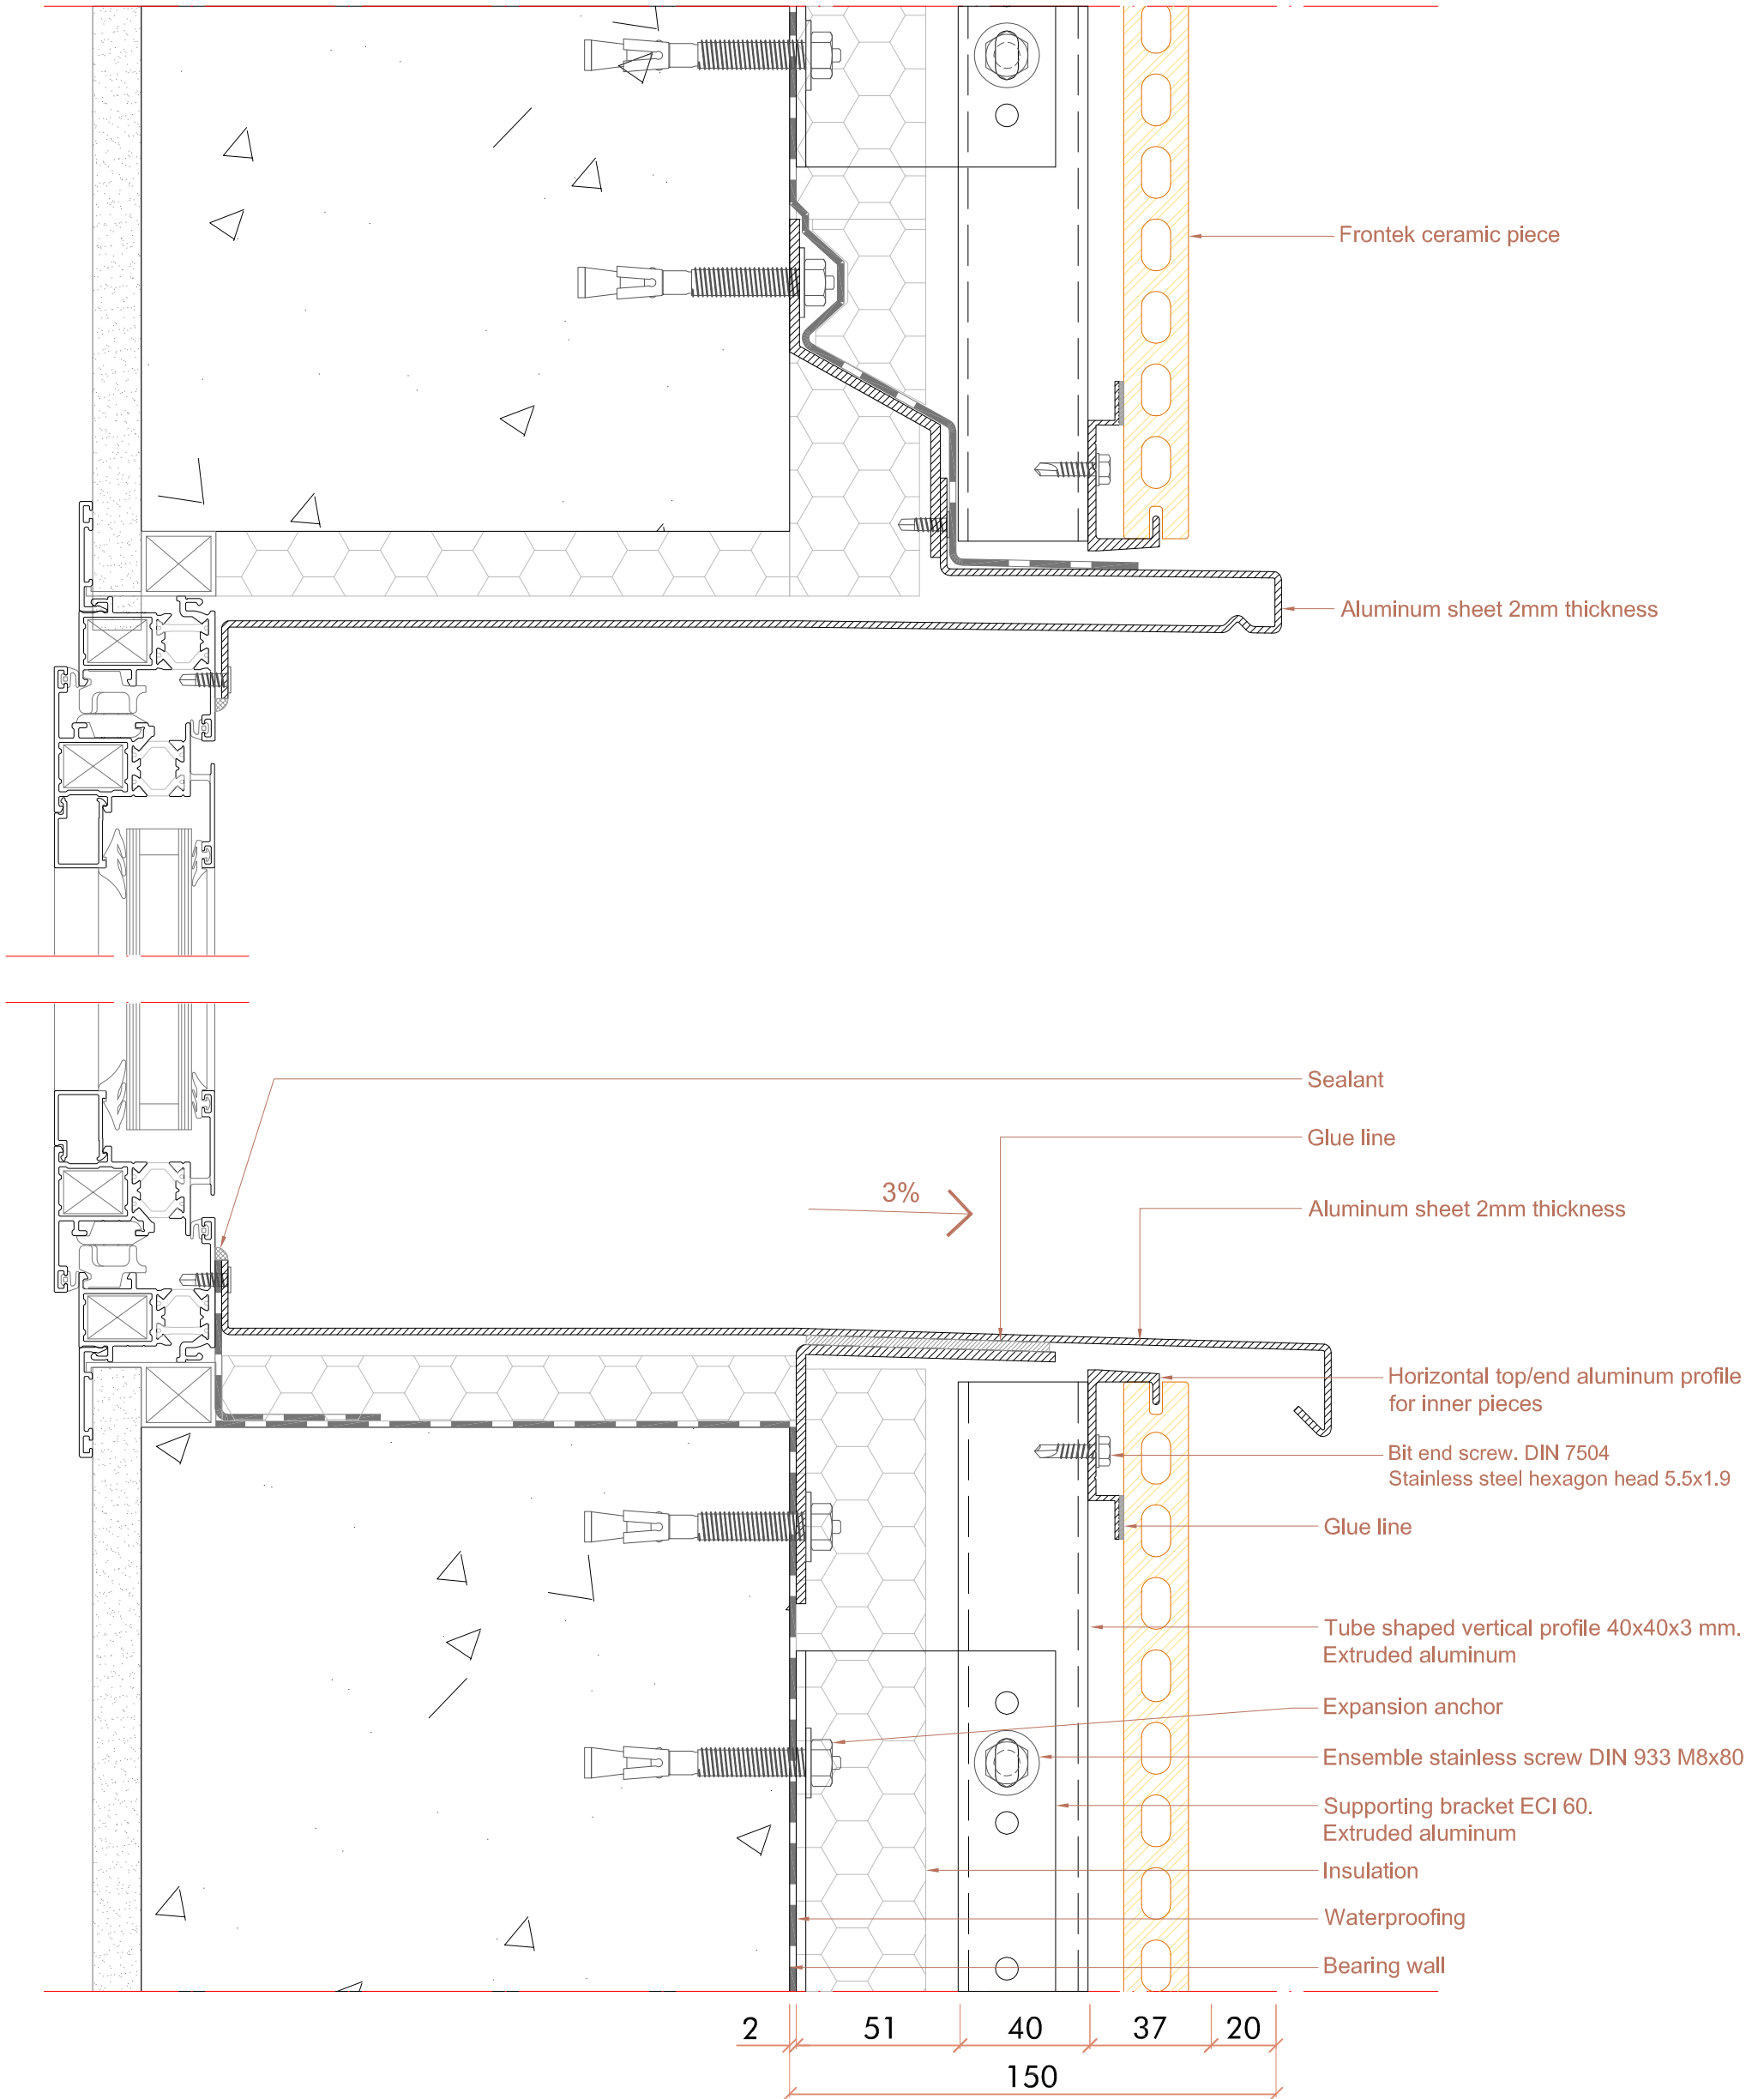 Frontek ceramic piece
Aluminum sheet 2mm thickness
Sealant
Glue line
3%
Aluminum sheet 2mm thickness
Horizontal top/end aluminum profile
for inner pieces
Bit end screw. DIN 7504
Stainless steel hexagon head 5.5x1.9
Glue line
Tube shaped vertical profile 40x40x3 mm.
Extruded aluminum
Expansion anchor
Ensemble stainless screw DIN 933 M8x80
Supporting bracket ECI 60.
Extruded aluminum
Insulation
Waterproofing
Bearing wall
2 51 40 37 20
150